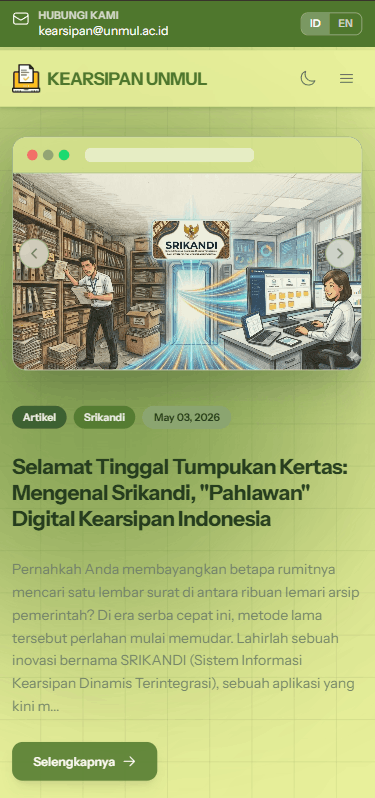 HUBUNGI KAMI
kearsipan@unmul.ac.id
ID EN
KEARSIPAN UNMUL
SRIKANDI
Artikel Srikandi May 03, 2026
Selamat Tinggal Tumpukan Kertas:
Mengenal Srikandi, "Pahlawan"
Digital Kearsipan Indonesia
Pernahkah Anda membayangkan betapa rumitnya
mencari satu lembar surat di antara ribuan lemari arsip
pemerintah? Di era serba cepat ini, metode lama
tersebut perlahan mulai memudar. Lahirlah sebuah
inovasi bernama SRIKANDI (Sistem Informasi
Kearsipan Dinamis Terintegrasi), sebuah aplikasi yang
kini m...
Selengkapnya →